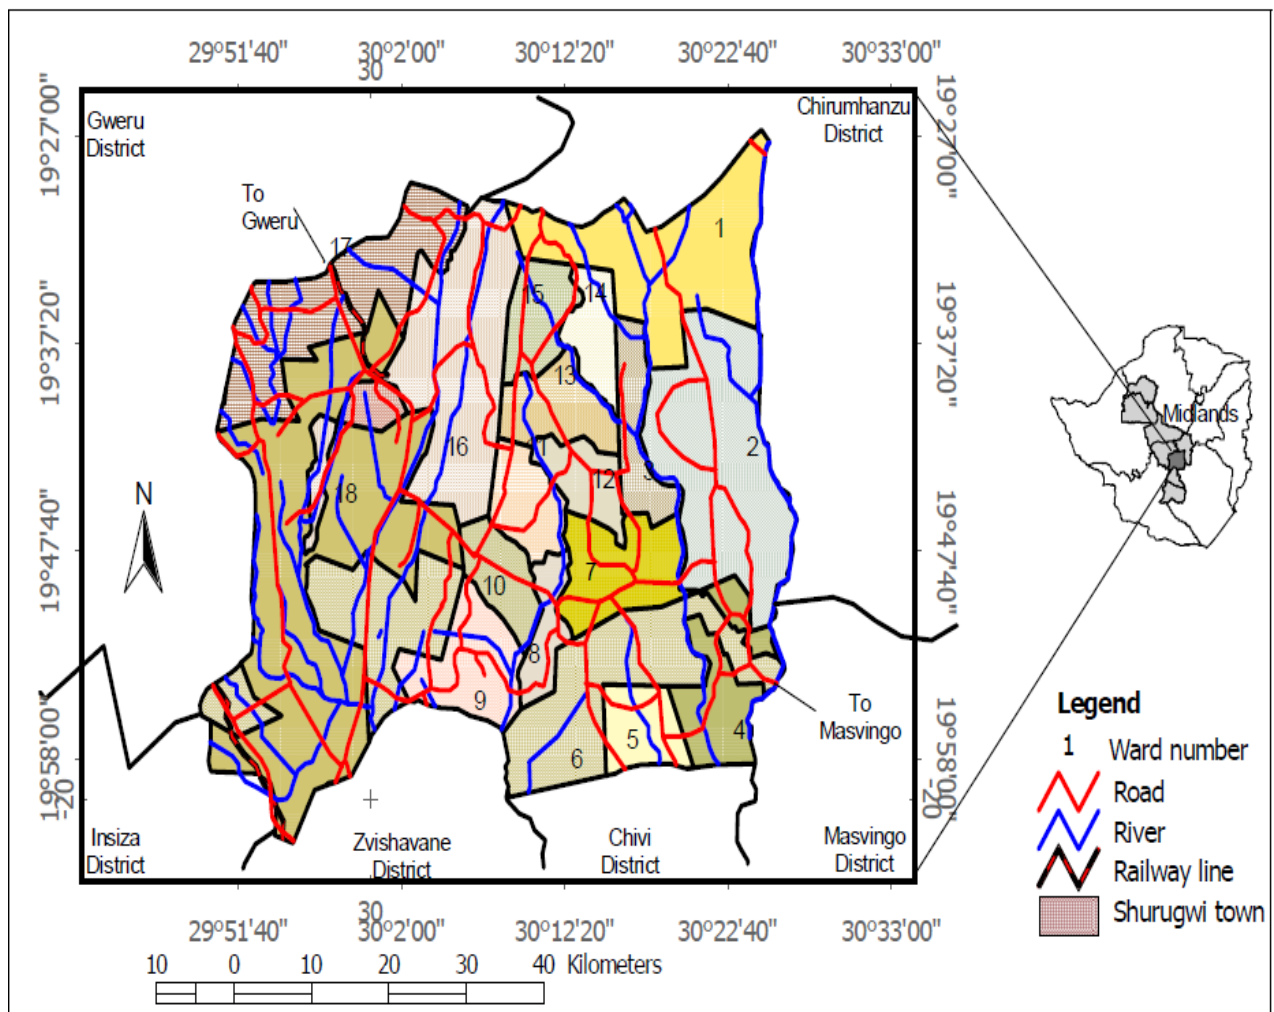 29°51'40" 30°2'00" 30°12'20" 30°22'40" 30°33'00"
30
19°27'00"
19°37'20"
19°47'40"
19°58'00"
-20
Gweru
District
Chirumhanzu
District
To
Gweru
17
1
15
14
13
16
11
2
12
3
18
7
10
8
9
6
5
4
To
Masvingo
Insiza
District
Zvishavane
District
Chivi
District
Masvingo
District
19°27'00"
19°37'20"
19°47'40"
19°58'00"
-20
30
29°51'40" 30°2'00" 30°12'20" 30°22'40" 30°33'00"
N
Midlands
Legend
1 Ward number
Road
River
Railway line
Shurugwi town
10 0 10 20 30 40 Kilometers